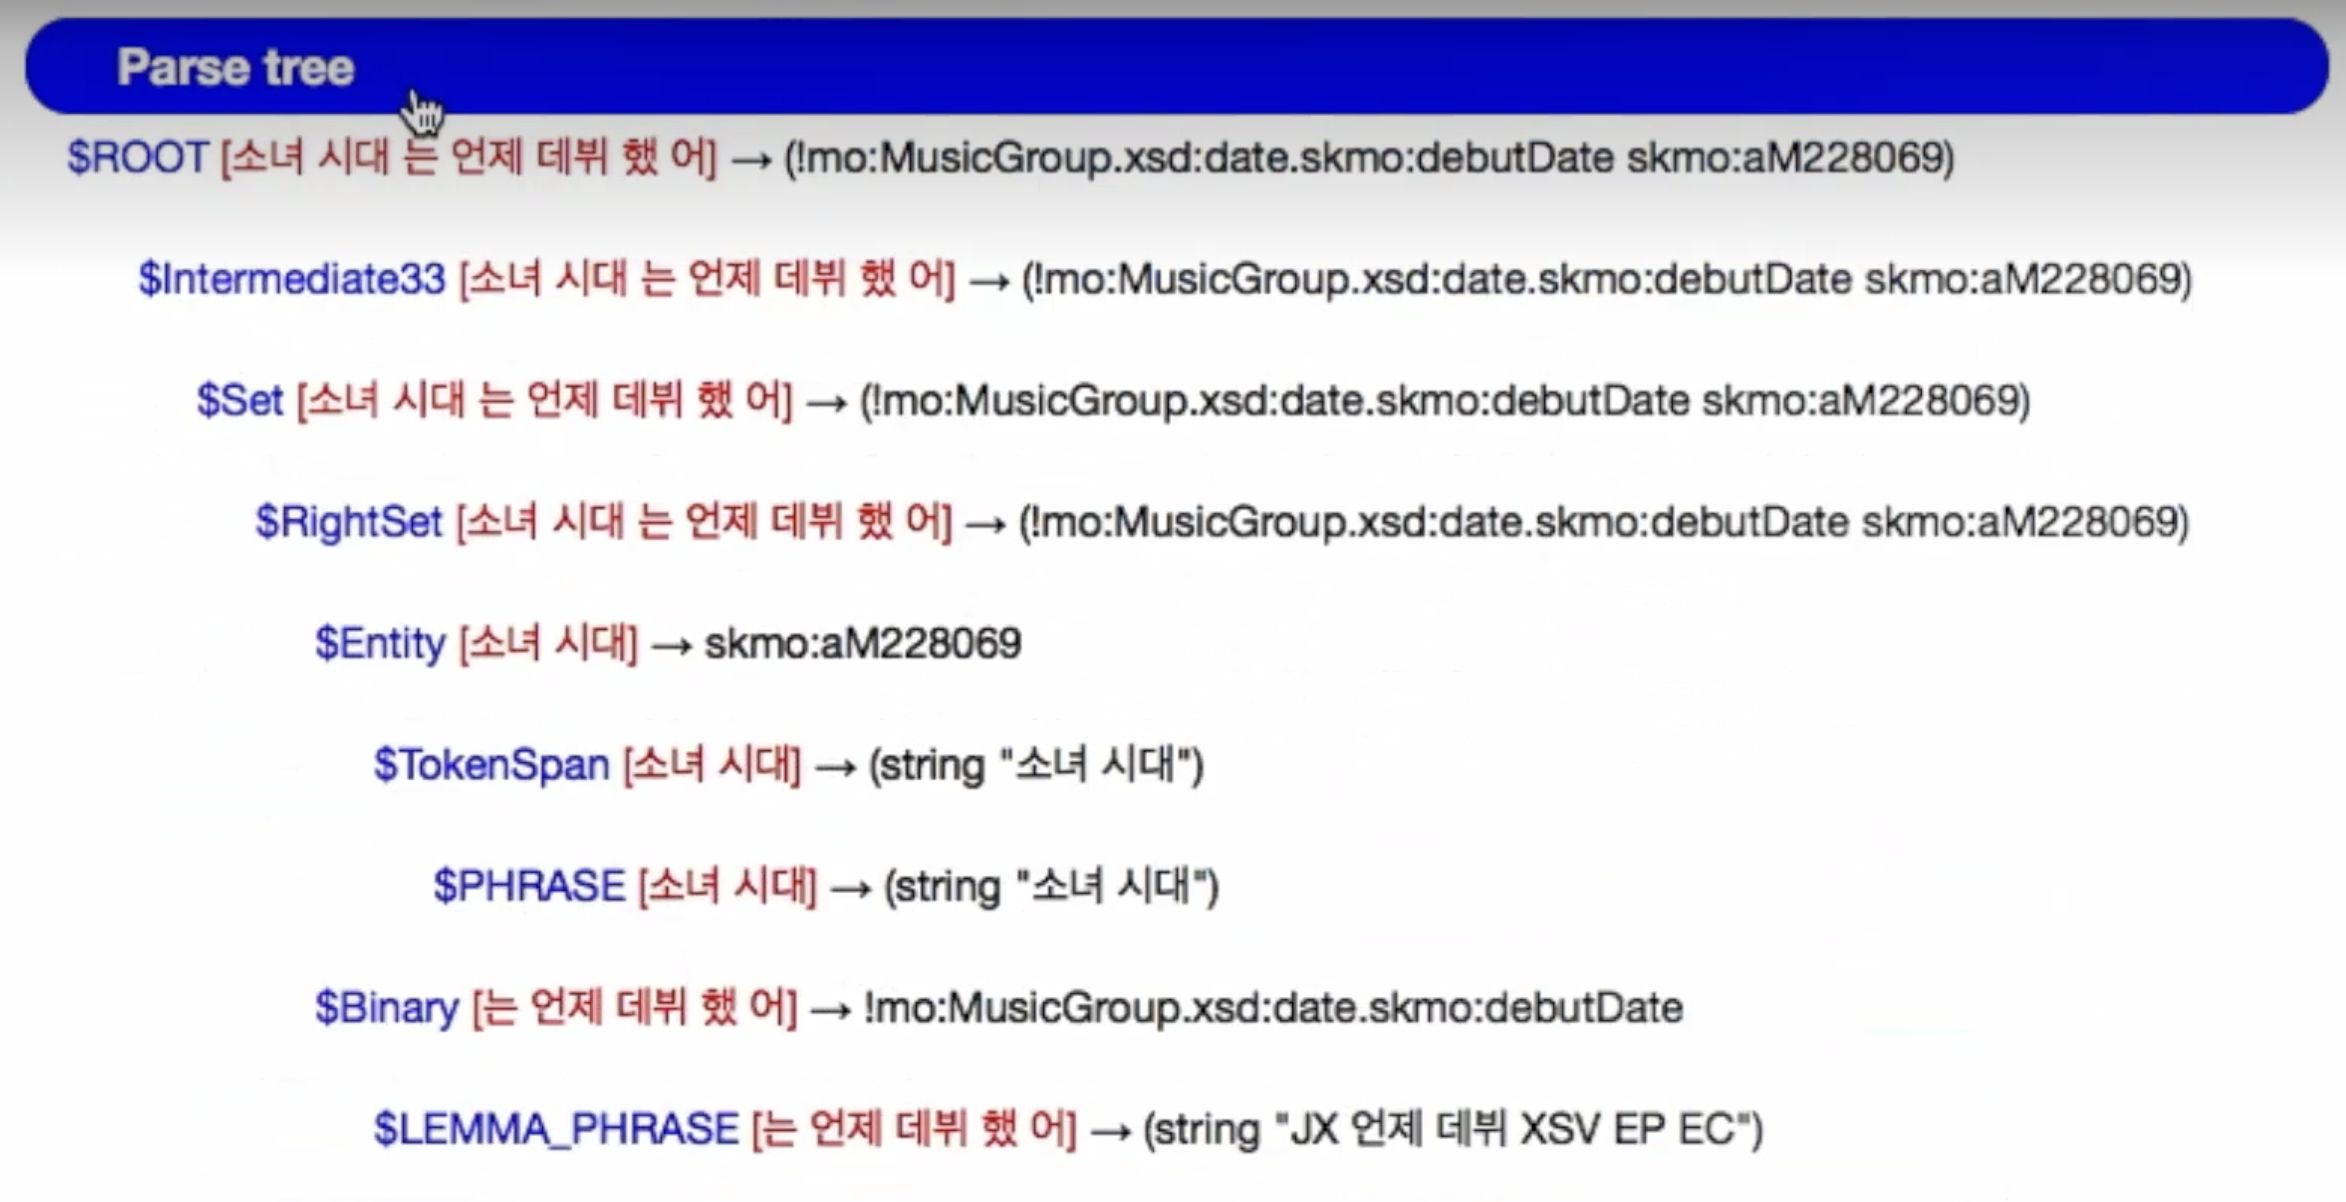 Parse tree
$ROOT [소녀 시대 는 언제 데뷔 했 어] → (!mo:MusicGroup.xsd:date.skmo:debutDate skmo:aM228069)
$Intermediate33 [소녀 시대 는 언제 데뷔 했 어] → (!mo:MusicGroup.xsd:date.skmo:debutDate skmo:aM228069)
$Set [소녀 시대 는 언제 데뷔 했 어] → (!mo:MusicGroup.xsd:date.skmo:debutDate skmo:aM228069)
$RightSet [소녀 시대 는 언제 데뷔 했 어] → (!mo:MusicGroup.xsd:date.skmo:debutDate skmo:aM228069)
$Entity [소녀 시대] → skmo:aM228069
$TokenSpan [소녀 시대] → (string "소녀 시대")
$PHRASE [소녀 시대] → (string "소녀 시대")
$Binary [는 언제 데뷔 했 어] → !mo:MusicGroup.xsd:date.skmo:debutDate
$LEMMA_PHRASE [는 언제 데뷔 했 어] → (string "JX 언제 데뷔 XSV EP EC")